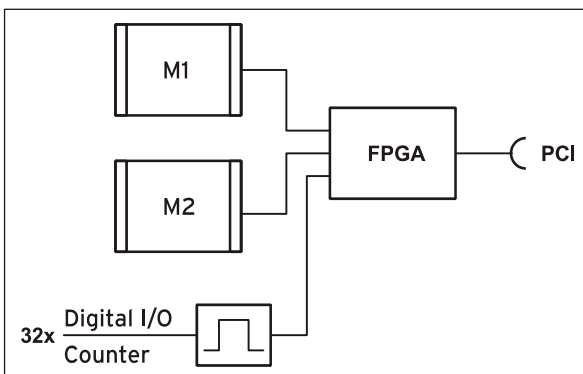 M1
FPGA
PCI
M2
32x
Digital I/O
Counter